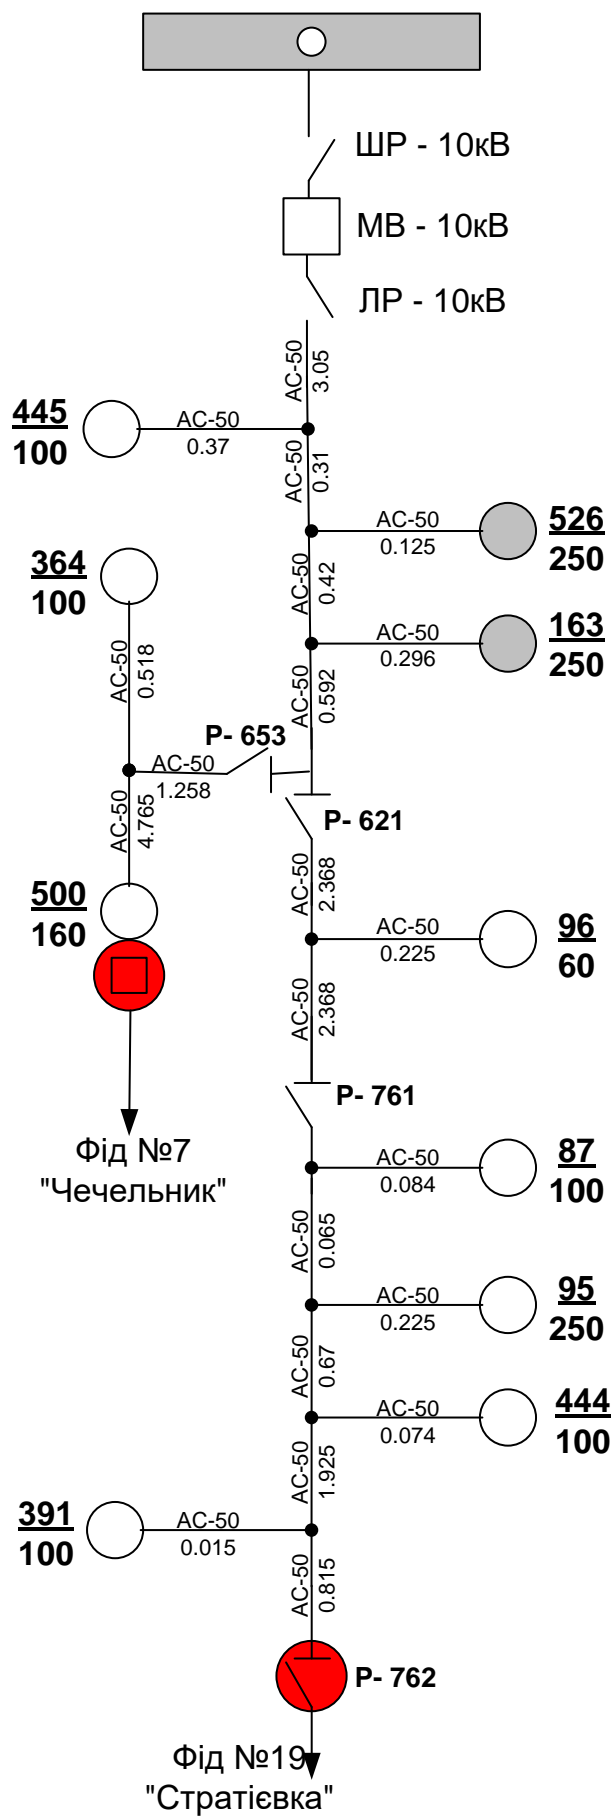 ШР - 10кВ
МВ - 10кВ
ЛР - 10кВ
АС-50
3.05
445
100
АС-50
0.37
АС-50
0.31
АС-50
0.125
526
250
364
100
АС-50
0.42
АС-50
0.296
163
250
АС-50
0.518
АС-50
0.592
Р- 653
АС-50
1.258
Р- 621
АС-50
4.765
АС-50
2.368
500
160
АС-50
0.225
96
60
АС-50
2.368
Р- 761
Фід №7
"Чечельник"
АС-50
0.084
87
100
АС-50
0.065
АС-50
0.225
95
250
АС-50
0.67
АС-50
0.074
444
100
АС-50
1.925
391
100
АС-50
0.015
АС-50
0.815
Р- 762
Фід №19
"Стратієвка"